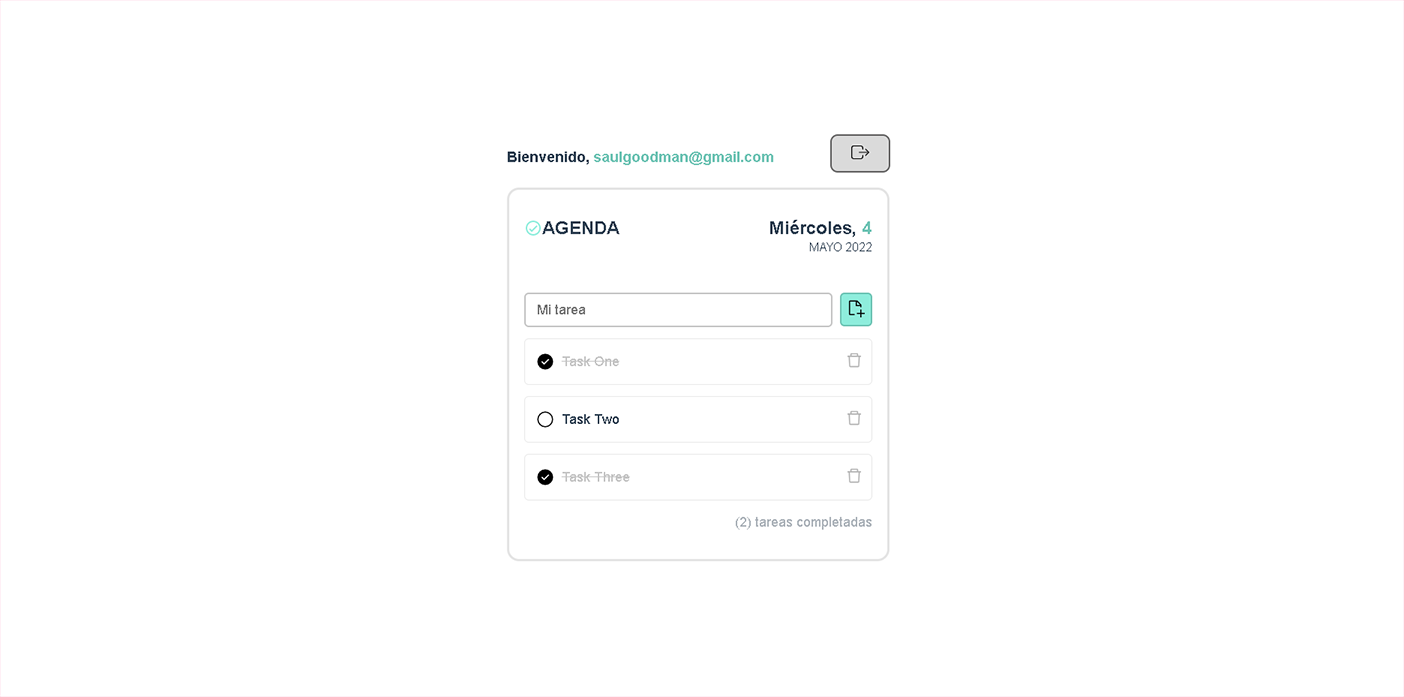 Bienvenido, saulgoodman@gmail.com
AGENDA
Miércoles, 4
MAYO 2022
Mi tarea
Task One
Task Two
Task Three
(2) tareas completadas